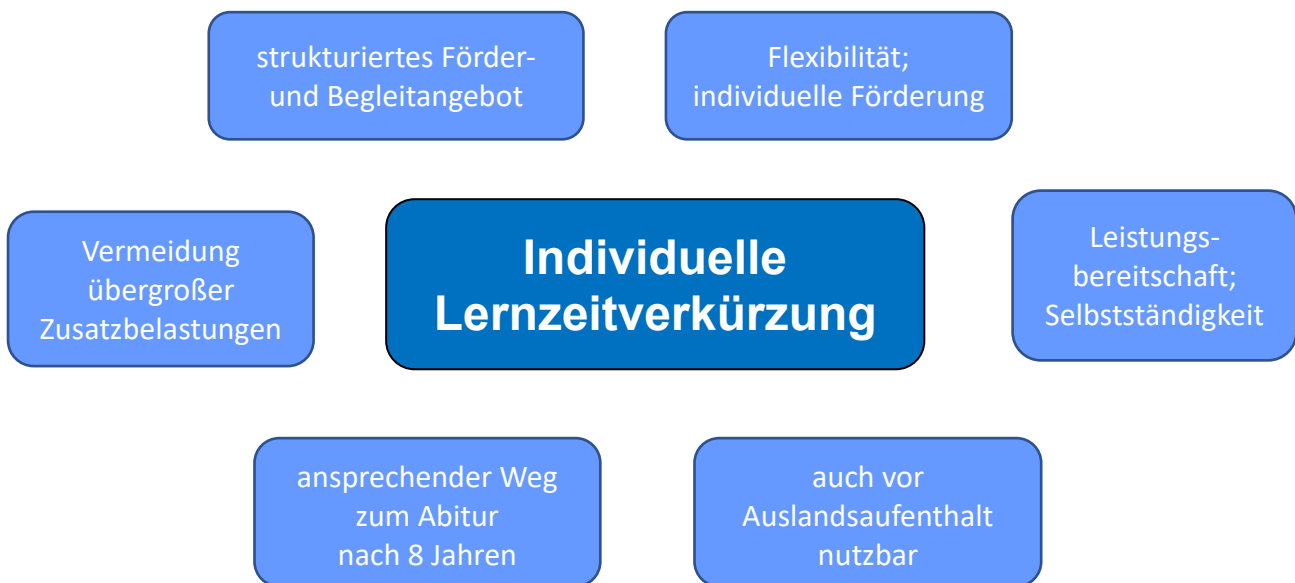 strukturiertes Förder-
und Begleitangebot
Flexibilität;
individuelle Förderung
Vermeidung
übergroßer
Zusatzbelastungen
Individuelle
Lernzeitverkürzung
Leistungs-
bereitschaft;
Selbstständigkeit
ansprechender Weg
zum Abitur
nach 8 Jahren
auch vor
Auslandsaufenthalt
nutzbar